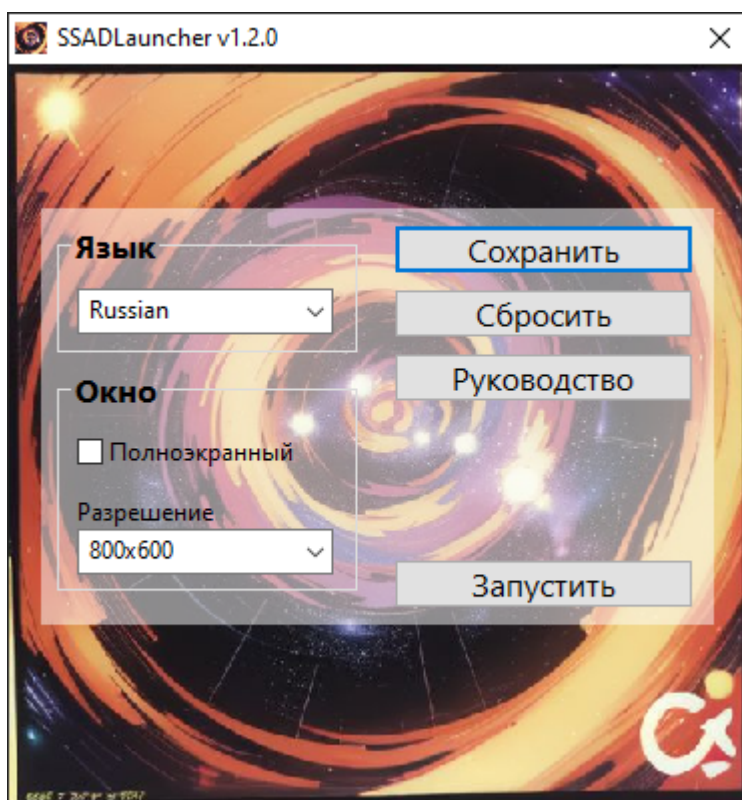 SSADLauncher v1.2.0
Язык
Russian
Окно
Полноэкранный
Разрешение
800x600
Сохранить
Сбросить
Руководство
Запустить